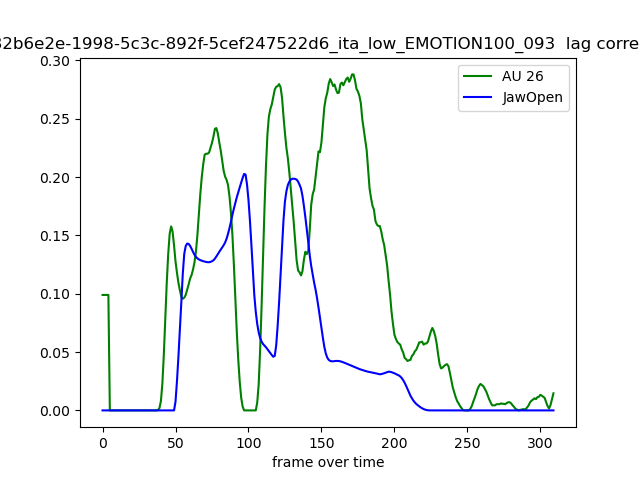 32b6e2e-1998-5c3c-892f-5cef247522d6_ita_low_EMOTION100_093 lag corre
0.30
0.25
0.20
0.15
0.10
0.05
0.00
AU 26
JawOpen
0 50 100 150 200 250 300
frame over time